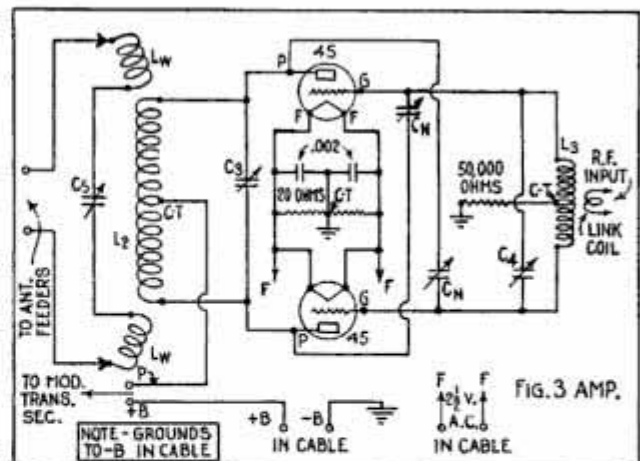 LW
P
45
G
F
F
CN
C3
.002
20 OHMS
C.T
C5
L2
C.T
50,000
OHMS
L3
C.T
R.F.
INPUT
LINK
COIL
C4
CN
F
F
G
P
45
TO ANT.
FEEDERS
LW
P2
TO MOD.
TRANS.
SEC.
+B
NOTE - GROUNDS
TO -B IN CABLE
+B
-B
IN CABLE
F
F
2½ V.
A.C.
IN CABLE
FIG. 3 AMP.